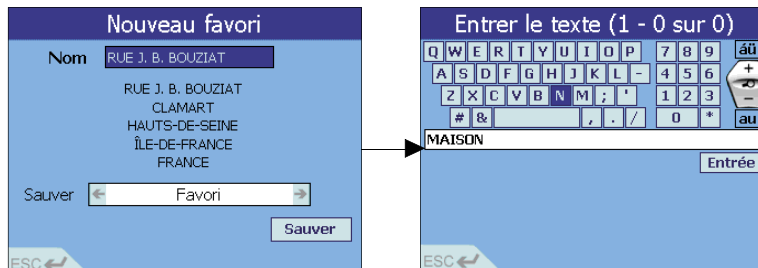 Nouveau favori
Nom RUE J. B. BOUZIAT
RUE J. B. BOUZIAT
CLAMART
HAUTS-DE-SEINE
ÎLE-DE-FRANCE
FRANCE
Sauver Favori
Sauver
ESC
Entrer le texte (1 - 0 sur 0)
Q W E R T Y U I O P 7 8 9 áü
A S D F G H J K L - 4 5 6 +
Z X C V B N M ; ' 1 2 3 -
# & , . / 0 * au
MAISON
Entrée
ESC